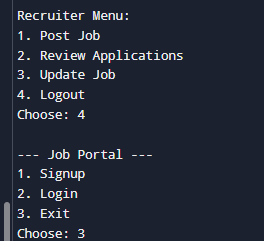 Recruiter Menu:
1. Post Job
2. Review Applications
3. Update Job
4. Logout
Choose: 4
--- Job Portal ---
1. Signup
2. Login
3. Exit
Choose: 3